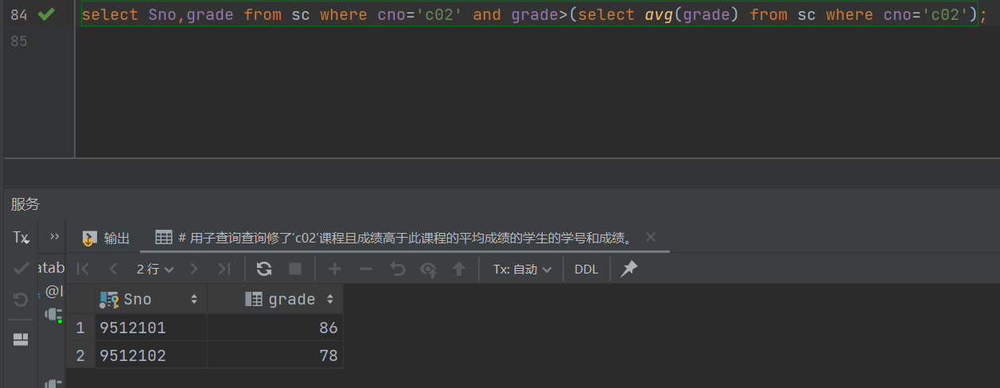 84 select Sno,grade from sc where cno='c02' and grade>(select avg(grade) from sc where cno='c02');
85
服务
Tx
»
输出
# 用子查询查询修了‘c02’课程且成绩高于此课程的平均成绩的学生的学号和成绩。
2 行
Tx: 自动
DDL
atab
@l
Sno grade
1 9512101 86
2 9512102 78